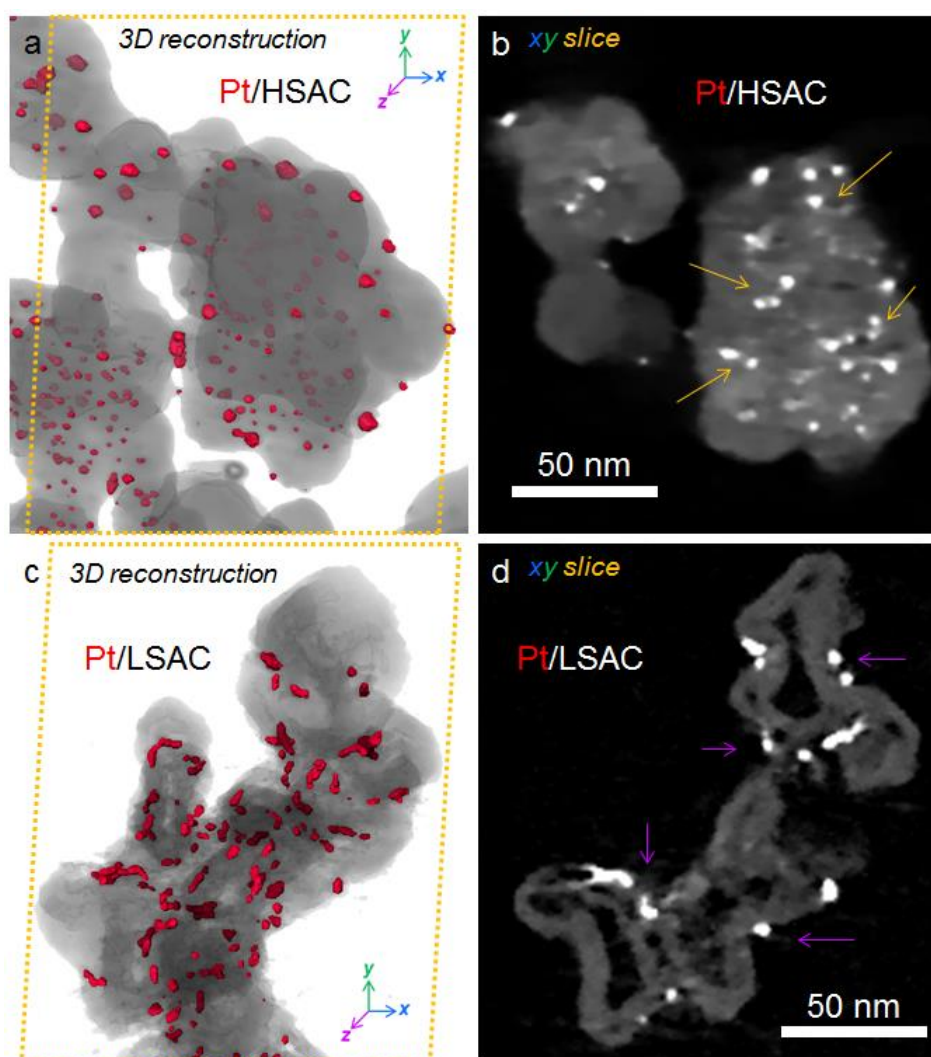 a 3D reconstruction
y
x
z
Pt/HSAC
b xy slice
Pt/HSAC
50 nm
c 3D reconstruction
Pt/LSAC
y
x
z
d xy slice
Pt/LSAC
50 nm